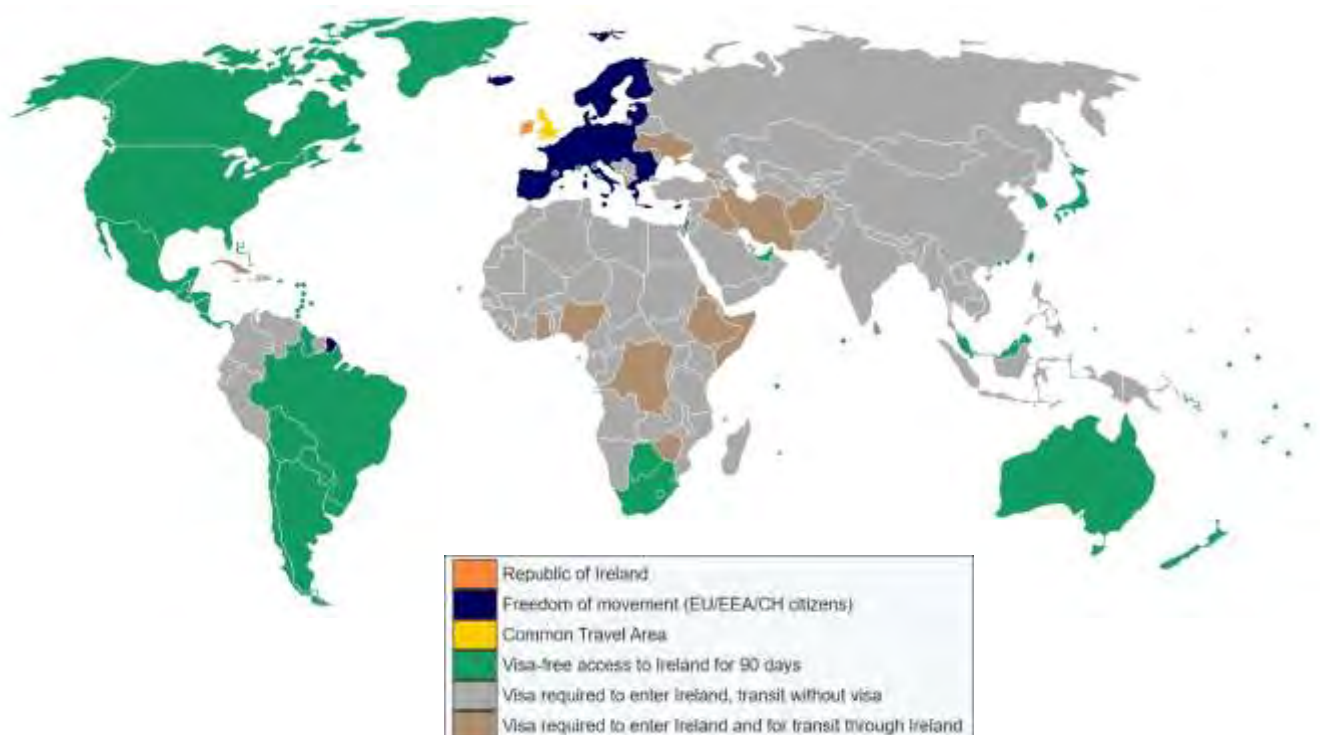 Republic of Ireland
Freedom of movement (EU/EEA/CH citizens)
Common Travel Area
Visa-free access to Ireland for 90 days
Visa required to enter Ireland, transit without visa
Visa required to enter Ireland and for transit through Ireland